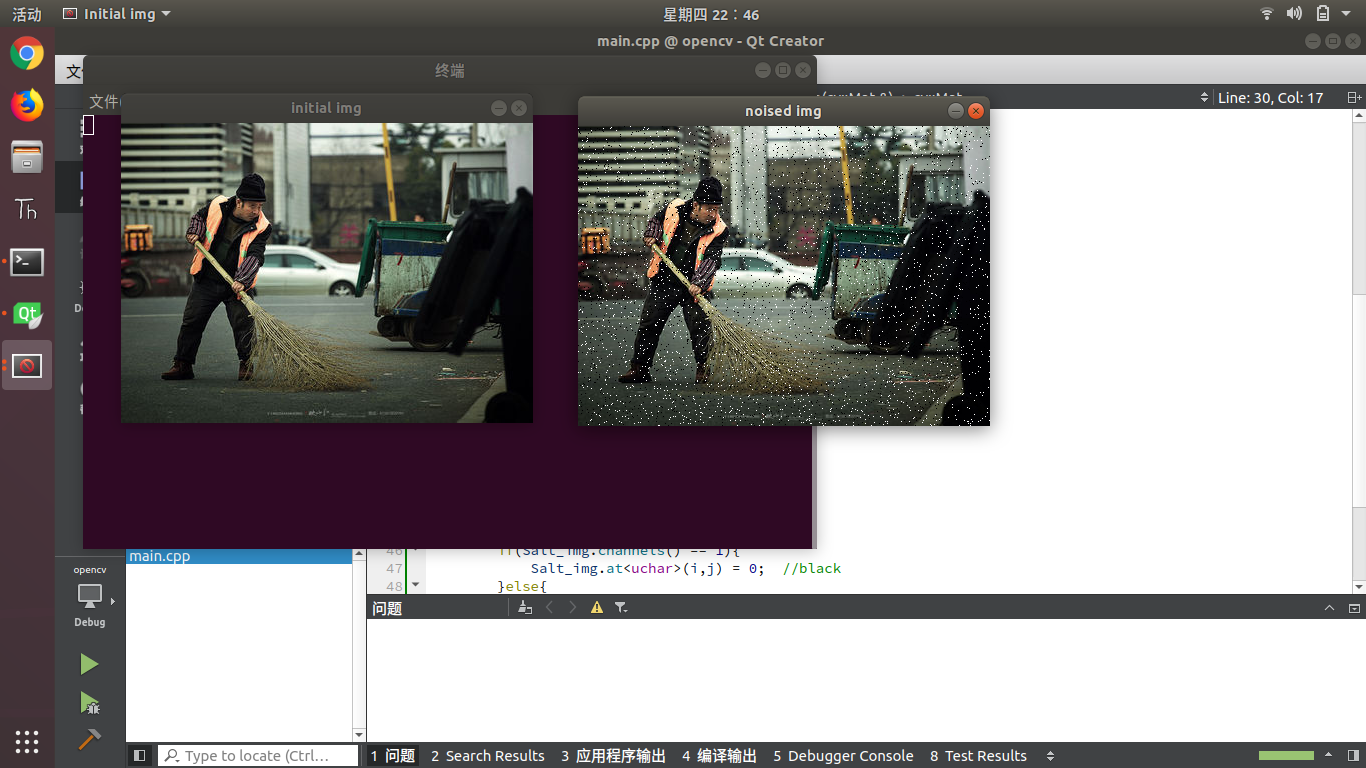 活动
Initial img
星期四 22：46
main.cpp @ opencv - Qt Creator
终端
文件(
Line: 30, Col: 17
initial img
noised img
Th
Qt
main.cpp
46
if(Salt_img.channels() == 1){
47
Salt_img.at<uchar>(i,j) = 0; //black
48
}else{
opencv
Debug
问题
Type to locate (Ctrl…
1 问题
2 Search Results
3 应用程序输出
4 编译输出
5 Debugger Console
8 Test Results